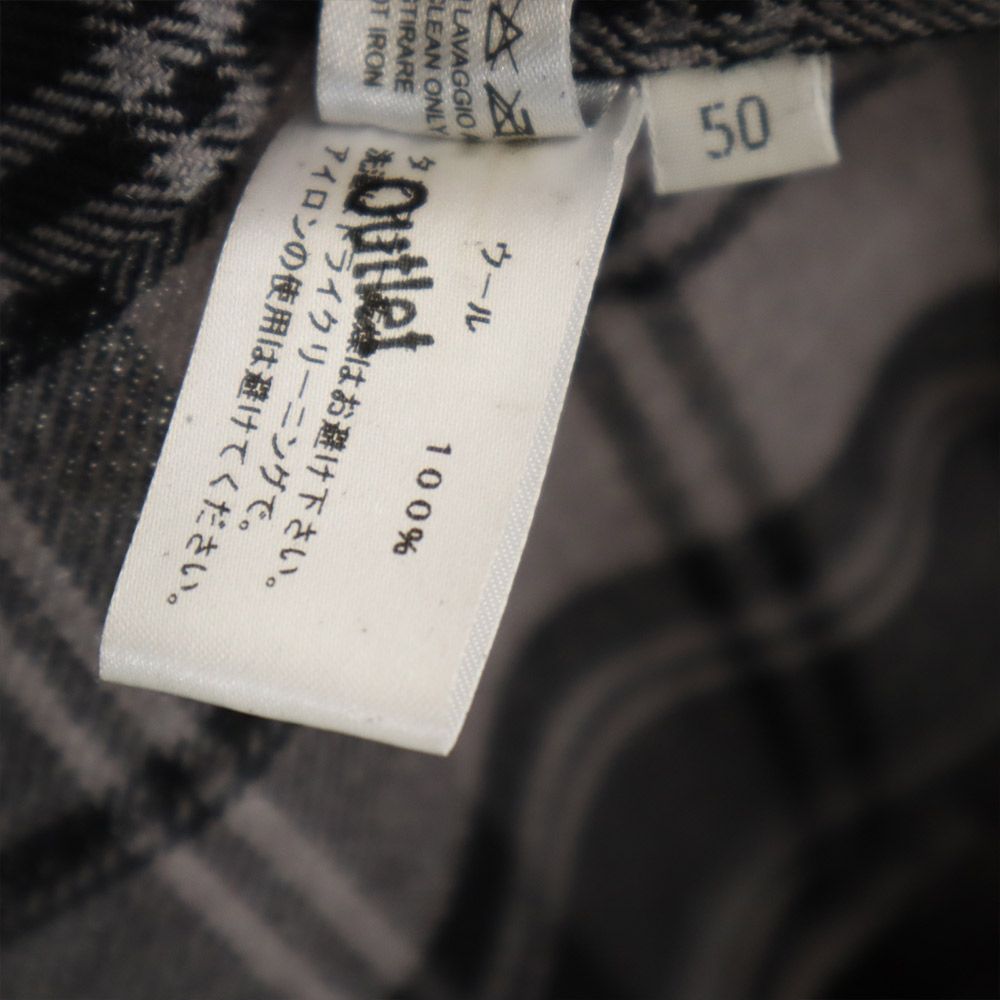 LAVAGGIO
CLEAN ONLY
IRON
50
ウール
100%
Outlet
はお避け下さい。
ドライクリーニングで。
アイロンの使用は避けてください。